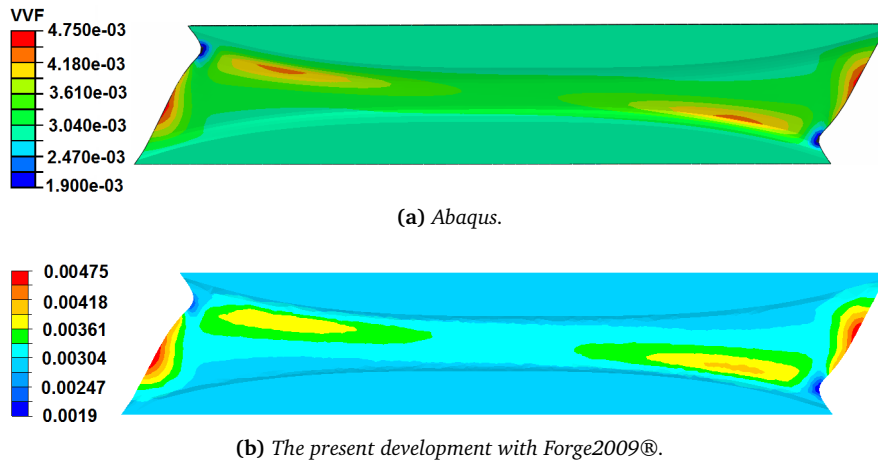 VVF
4.750e-03
4.180e-03
3.610e-03
3.040e-03
2.470e-03
1.900e-03
(a) Abaqus.
0.00475
0.00418
0.00361
0.00304
0.00247
0.0019
(b) The present development with Forge2009®.